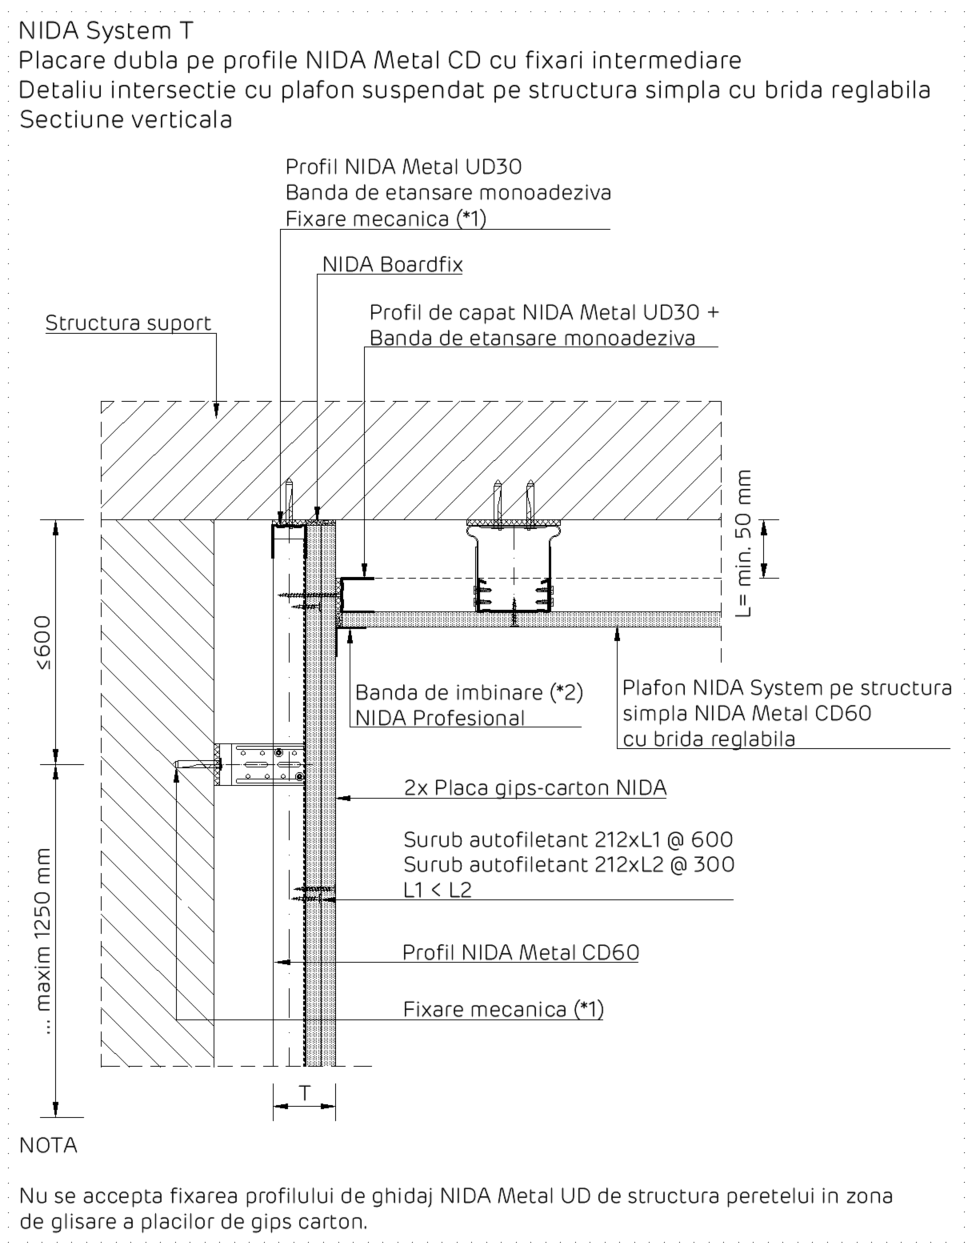 NIDA System T
Placare dubla pe profile NIDA Metal CD cu fixari intermediare
Detaliu intersectie cu plafon suspendat pe structura simpla cu brida reglabila
Sectiune verticala
Profil NIDA Metal UD30
Banda de etansare monoadeziva
Fixare mecanica (*1)
NIDA Boardfix
Profil de capat NIDA Metal UD30 +
Banda de etansare monoadeziva
Structura suport
L= min. 50 mm
≤600
Banda de imbinare (*2)
NIDA Profesional
Plafon NIDA System pe structura
simpla NIDA Metal CD60
cu brida reglabila
2x Placa gips-carton NIDA
Surub autofiletant 212xL1 @ 600
Surub autofiletant 212xL2 @ 300
L1 < L2
... maxim 1250 mm
Profil NIDA Metal CD60
Fixare mecanica (*1)
T
NOTA
Nu se accepta fixarea profilului de ghidaj NIDA Metal UD de structura peretelui in zona
de glisare a placilor de gips carton.